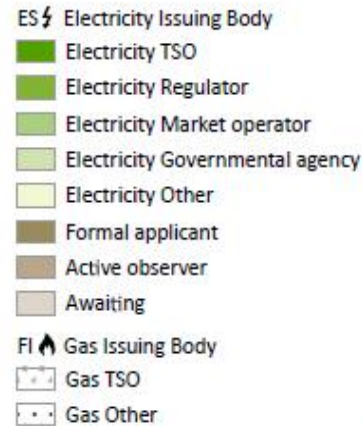 ES Electricity Issuing Body
Electricity TSO
Electricity Regulator
Electricity Market operator
Electricity Governmental agency
Electricity Other
Formal applicant
Active observer
Awaiting
FI Gas Issuing Body
Gas TSO
Gas Other